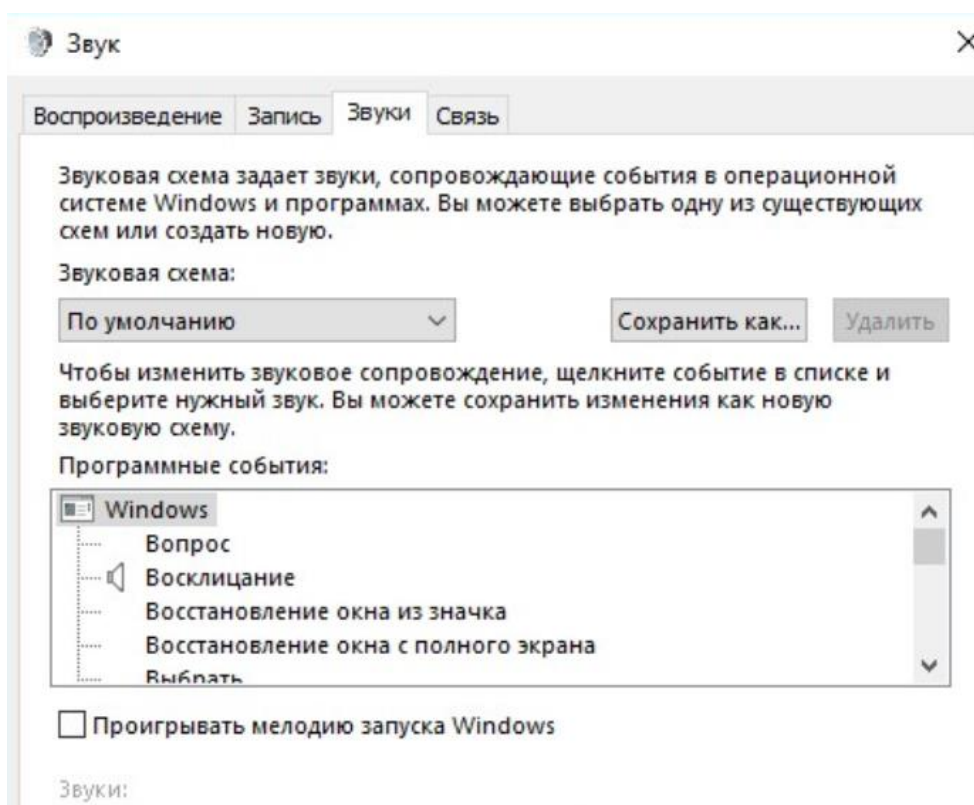 Звук
Воспроизведение Запись Звуки Связь
Звуковая схема задает звуки, сопровождающие события в операционной
системе Windows и программах. Вы можете выбрать одну из существующих
схем или создать новую.
Звуковая схема:
По умолчанию Сохранить как... Удалить
Чтобы изменить звуковое сопровождение, щелкните событие в списке и
выберите нужный звук. Вы можете сохранить изменения как новую
звуковую схему.
Программные события:
Windows
Вопрос
Восклицание
Восстановление окна из значка
Восстановление окна с полного экрана
Выбрать
Проигрывать мелодию запуска Windows
Звуки: